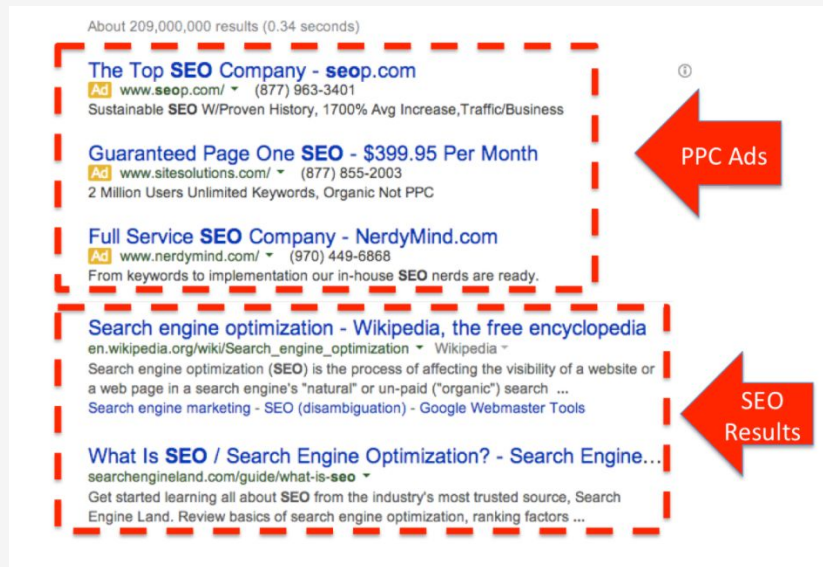 About 209,000,000 results (0.34 seconds)
The Top SEO Company - seop.com
Ad www.seop.com/ (877) 963-3401
Sustainable SEO W/Proven History, 1700% Avg Increase,Traffic/Business
Guaranteed Page One SEO - $399.95 Per Month
Ad www.sitesolutions.com/ (877) 855-2003
2 Million Users Unlimited Keywords, Organic Not PPC
Full Service SEO Company - NerdyMind.com
Ad www.nerdymind.com/ (970) 449-6868
From keywords to implementation our in-house SEO nerds are ready.
PPC Ads
Search engine optimization - Wikipedia, the free encyclopedia
en.wikipedia.org/wiki/Search_engine_optimization Wikipedia
Search engine optimization (SEO) is the process of affecting the visibility of a website or
a web page in a search engine's "natural" or un-paid ("organic") search ...
Search engine marketing - SEO (disambiguation) - Google Webmaster Tools
What Is SEO / Search Engine Optimization? - Search Engine...
searchengineland.com/guide/what-is-seo
Get started learning all about SEO from the industry's most trusted source, Search
Engine Land. Review basics of search engine optimization, ranking factors ...
SEO
Results